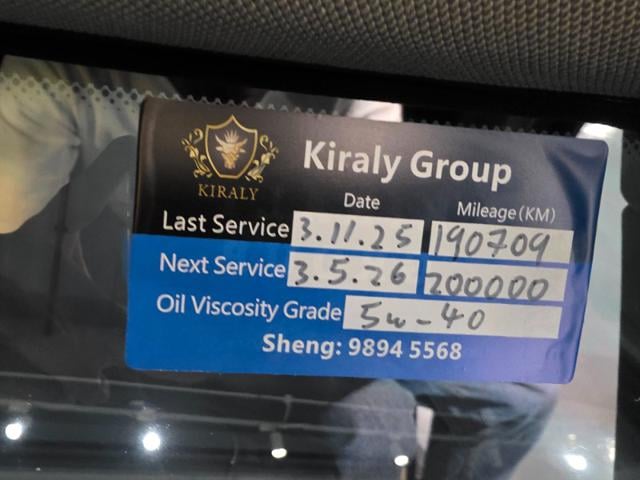 KIRALY
Kiraly Group
Date Mileage(KM)
Last Service 3.11.25 190709
Next Service 3.5.26 200000
Oil Viscosity Grade 5w-40
Sheng: 9894 5568